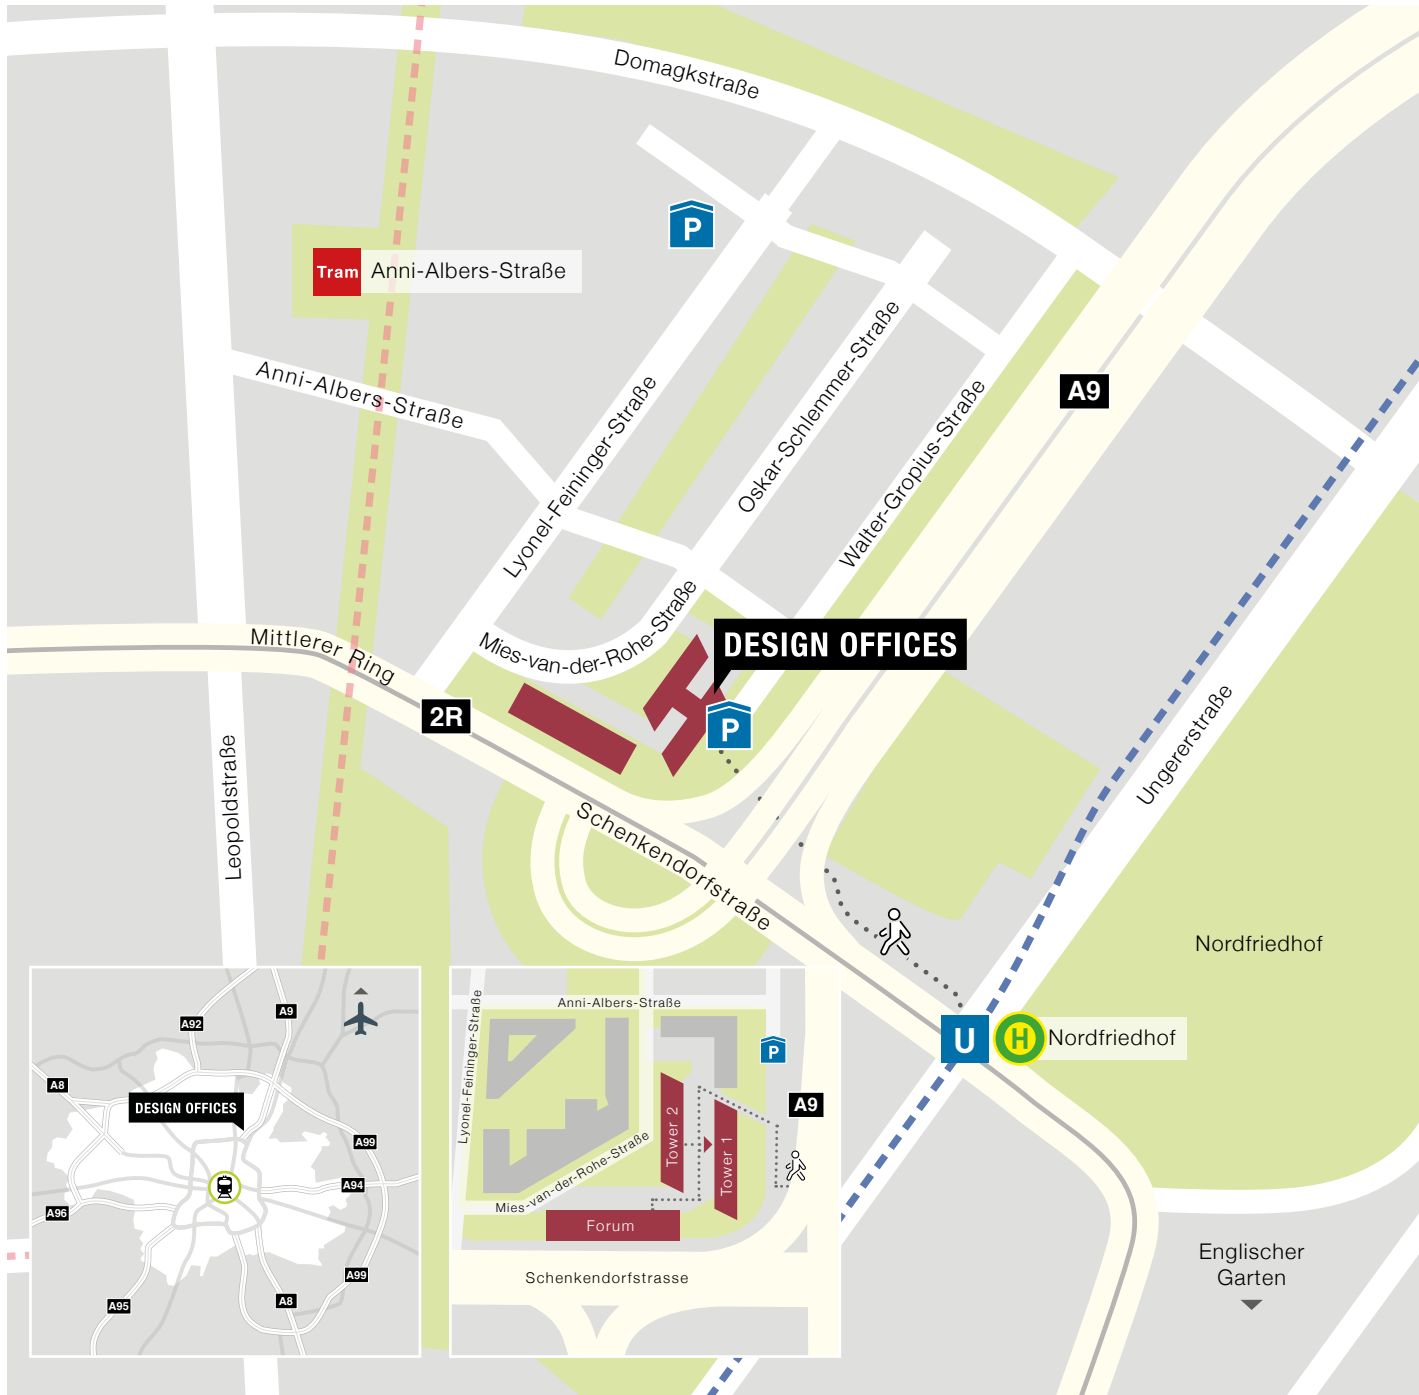 Domagkstraße
P
Tram
Anni-Albers-Straße
Anni-Albers-Straße
Lyonel-Feininger-Straße
Oskar-Schlemmer-Straße
Walter-Gropius-Straße
A9
Mies-van-der-Rohe-Straße
DESIGN OFFICES
Mittlerer Ring
2R
P
Leopoldstraße
Schenkendorfstraße
Ungererstraße
Nordfriedhof
U
H
Nordfriedhof
Englischer
Garten
A92
A9
A8
DESIGN OFFICES
A99
A94
A96
A99
A95
A8
Anni-Albers-Straße
Lyonel-Feininger-Straße
P
A9
Tower 2
Tower 1
Mies-van-der-Rohe-Straße
Forum
Schenkendorfstrasse